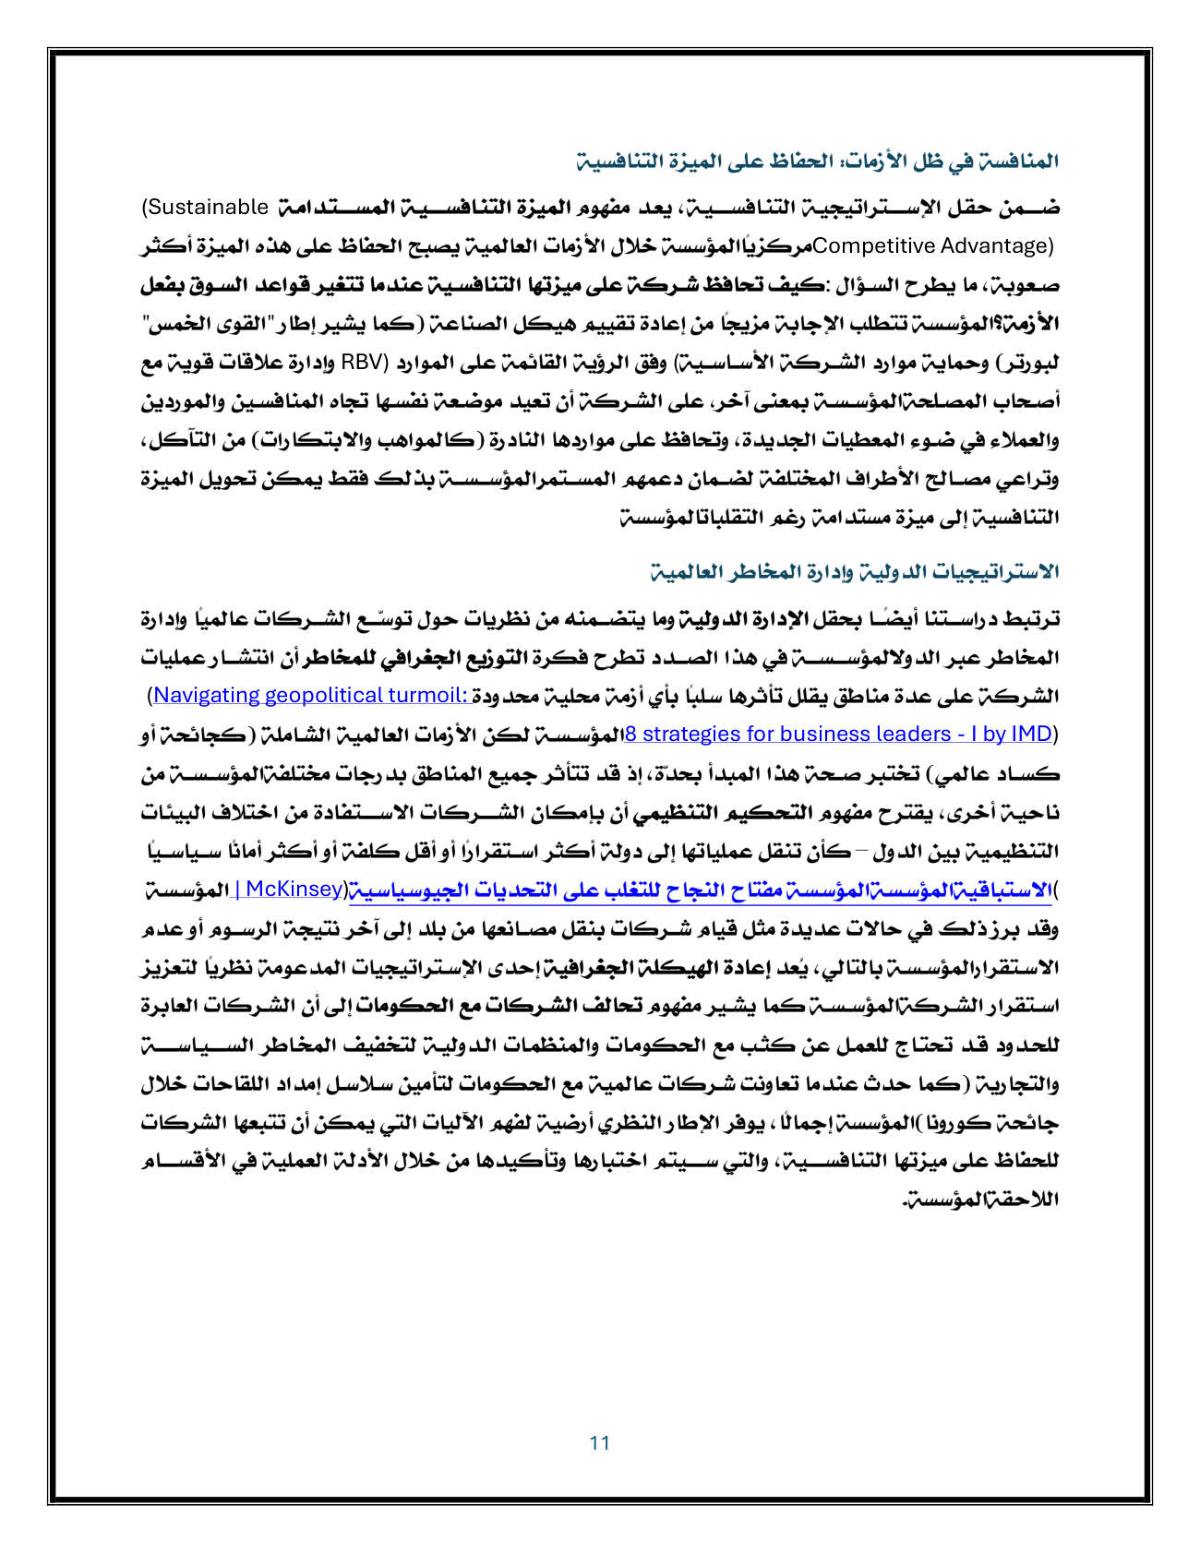 المنافسة في ظل الأزمات: الحفاظ على الميزة التنافسية
ضمن حقل الإستراتيجية التنافسية، يعد مفهوم الميزة التنافسية المستدامة (Sustainable
Competitive Advantage) مركزيًاالمؤسسة خلال الأزمات العالمية يصبح الحفاظ على هذه الميزة أكثر
صعوبة، ما يطرح السؤال :كيف تحافظ شركة على ميزتها التنافسية عندما تتغير قواعد السوق بفعل
الأزمة؟المؤسسة تتطلب الإجابة مزيجًا من إعادة تقييم هيكل الصناعة (كما يشير إطار "القوى الخمس"
لبورتر) وحماية موارد الشركة الأساسية) وفق الرؤية القائمة على الموارد (RBV وإدارة علاقات قوية مع
أصحاب المصلحةالمؤسسة بمعنى آخر، على الشركة أن تعيد موضعة نفسها تجاه المنافسين والموردين
والعملاء في ضوء المعطيات الجديدة، وتحافظ على مواردها النادرة (كالمواهب والابتكارات) من التآكل،
وتراعي مصالح الأطراف المختلفة لضمان دعمهم المستمرالمؤسسة بذلك فقط يمكن تحويل الميزة
التنافسية إلى ميزة مستدامة رغم التقلباتالمؤسسة
الاستراتيجيات الدولية وإدارة المخاطر العالمية
ترتبط دراستنا أيضًا بحقل الإدارة الدولية وما يتضمنه من نظريات حول توسّع الشركات عالميًا وإدارة
المخاطر عبر الدولالمؤسسة في هذا الصدد تطرح فكرة التوزيع الجغرافي للمخاطر أن انتشار عمليات
الشركة على عدة مناطق يقلل تأثرها سلبًا بأي أزمة محلية محدودة (Navigating geopolitical turmoil:
8 strategies for business leaders - I by IMD)المؤسسة لكن الأزمات العالمية الشاملة (كجائحة أو
كساد عالمي) تختبر صحة هذا المبدأ بحدّة، إذ قد تتأثر جميع المناطق بدرجات مختلفةالمؤسسة من
ناحية أخرى، يقترح مفهوم التحكيم التنظيمي أن بإمكان الشركات الاستفادة من اختلاف البيئات
التنظيمية بين الدول – كأن تنقل عملياتها إلى دولة أكثر استقرارًا أو أقل كلفة أو أكثر أمانًا سياسيًا
)الاستباقيةالمؤسسةالمؤسسة مفتاح النجاح للتغلب على التحديات الجيوسياسية | McKinsey)المؤسسة
وقد برز ذلك في حالات عديدة مثل قيام شركات بنقل مصانعها من بلد إلى آخر نتيجة الرسوم أو عدم
الاستقرارالمؤسسة بالتالي، يُعد إعادة الهيكلة الجغرافية إحدى الإستراتيجيات المدعومة نظريًا لتعزيز
استقرار الشركةالمؤسسة كما يشير مفهوم تحالف الشركات مع الحكومات إلى أن الشركات العابرة
للحدود قد تحتاج للعمل عن كثب مع الحكومات والمنظمات الدولية لتخفيف المخاطر السياسة
والتجارية (كما حدث عندما تعاونت شركات عالمية مع الحكومات لتأمين سلاسل إمداد اللقاحات خلال
جائحة كورونا)المؤسسة إجمالًا، يوفر الإطار النظري أرضية لفهم الآليات التي يمكن أن تتبعها الشركات
للحفاظ على ميزتها التنافسية، والتي سيتم اختبارها وتأكيدها من خلال الأدلة العملية في الأقسام
اللاحقةالمؤسسة.
11